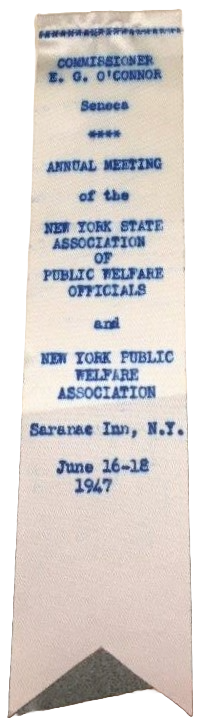 ***********************
COMMISSIONER
E. G. O'CONNOR
Seneca
****
ANNUAL MEETING
of the
NEW YORK STATE
ASSOCIATION
OF
PUBLIC WELFARE
OFFICIALS
and
NEW YORK PUBLIC
WELFARE
ASSOCIATION
Saranac Inn, N.Y.
June 16-18
1947